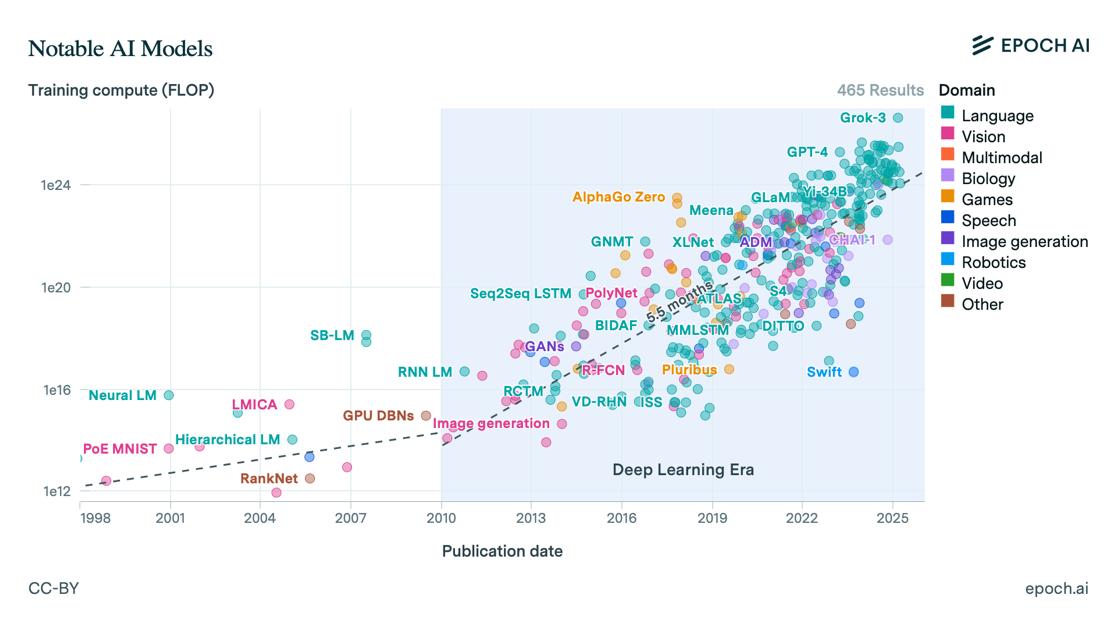 Notable AI Models
EPOCH AI
Training compute (FLOP)
465 Results
Domain
Language
Vision
Multimodal
Biology
Games
Speech
Image generation
Robotics
Video
Other
Grok-3
GPT-4
1e24
Yi-34B
AlphaGo Zero
GLaM
Meena
GNMT
XLNet
ADM
CHAI-1
1e20
Seq2Seq LSTM
PolyNet
5.5 months
ATLAS
S4
SB-LM
BIDAF
MMLSTM
DITTO
GANs
RNN LM
R-FCN
Pluribus
Swift
1e16
Neural LM
RCTM
LMICA
VD-RHN
ISS
GPU DBNs
Image generation
Hierarchical LM
PoE MNIST
RankNet
Deep Learning Era
1e12
1998
2001
2004
2007
2010
2013
2016
2019
2022
2025
Publication date
CC-BY
epoch.ai